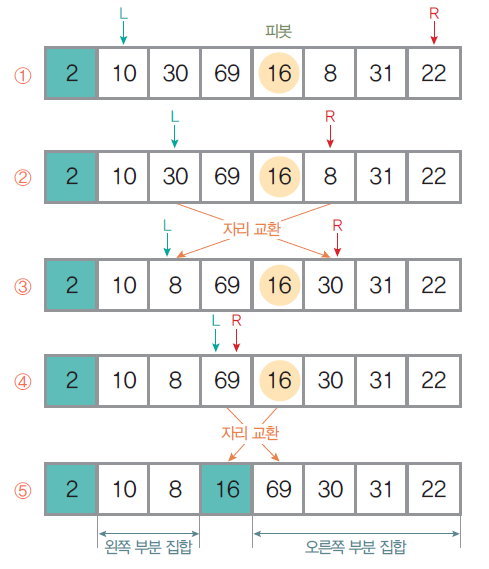 L 피봇 R
① 2 10 30 69 16 8 31 22
L R
② 2 10 30 69 16 8 31 22
L 자리 교환 R
③ 2 10 8 69 16 30 31 22
L R
④ 2 10 8 69 16 30 31 22
자리 교환
⑤ 2 10 8 16 69 30 31 22
왼쪽 부분 집합 오른쪽 부분 집합